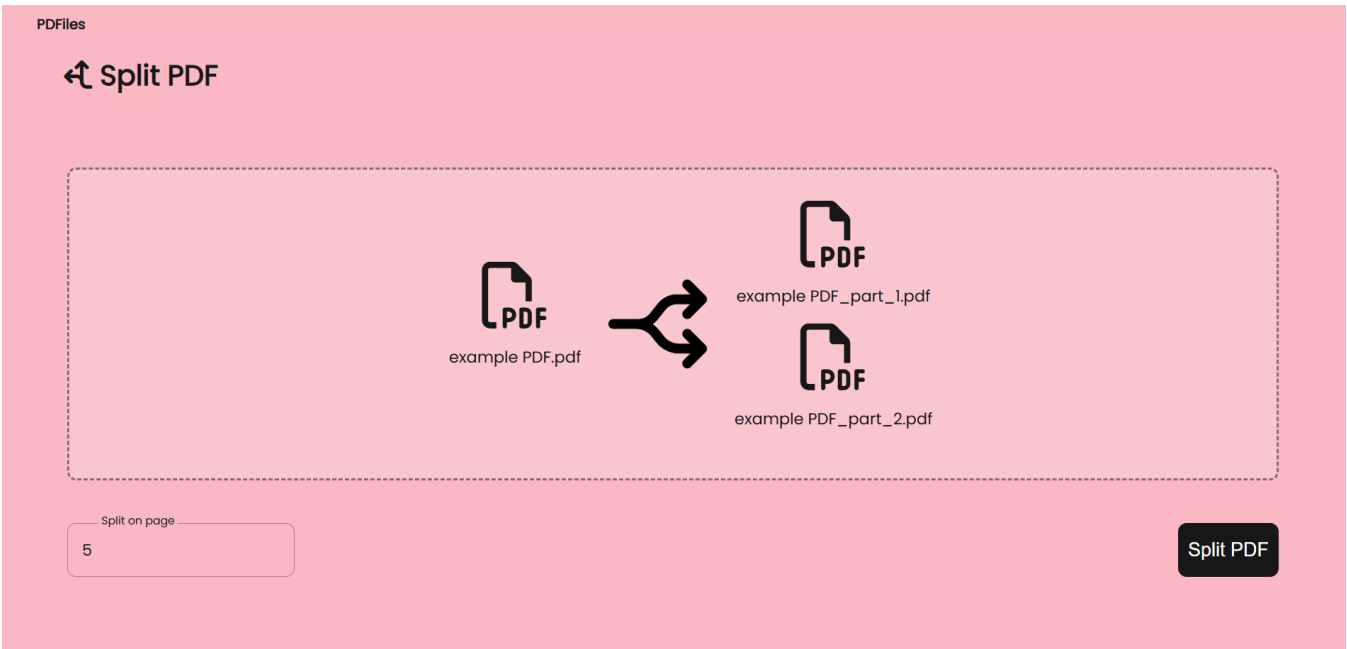 PDFiles
Split PDF
PDF
example PDF.pdf
PDF
example PDF_part_1.pdf
PDF
example PDF_part_2.pdf
Split on page
5
Split PDF